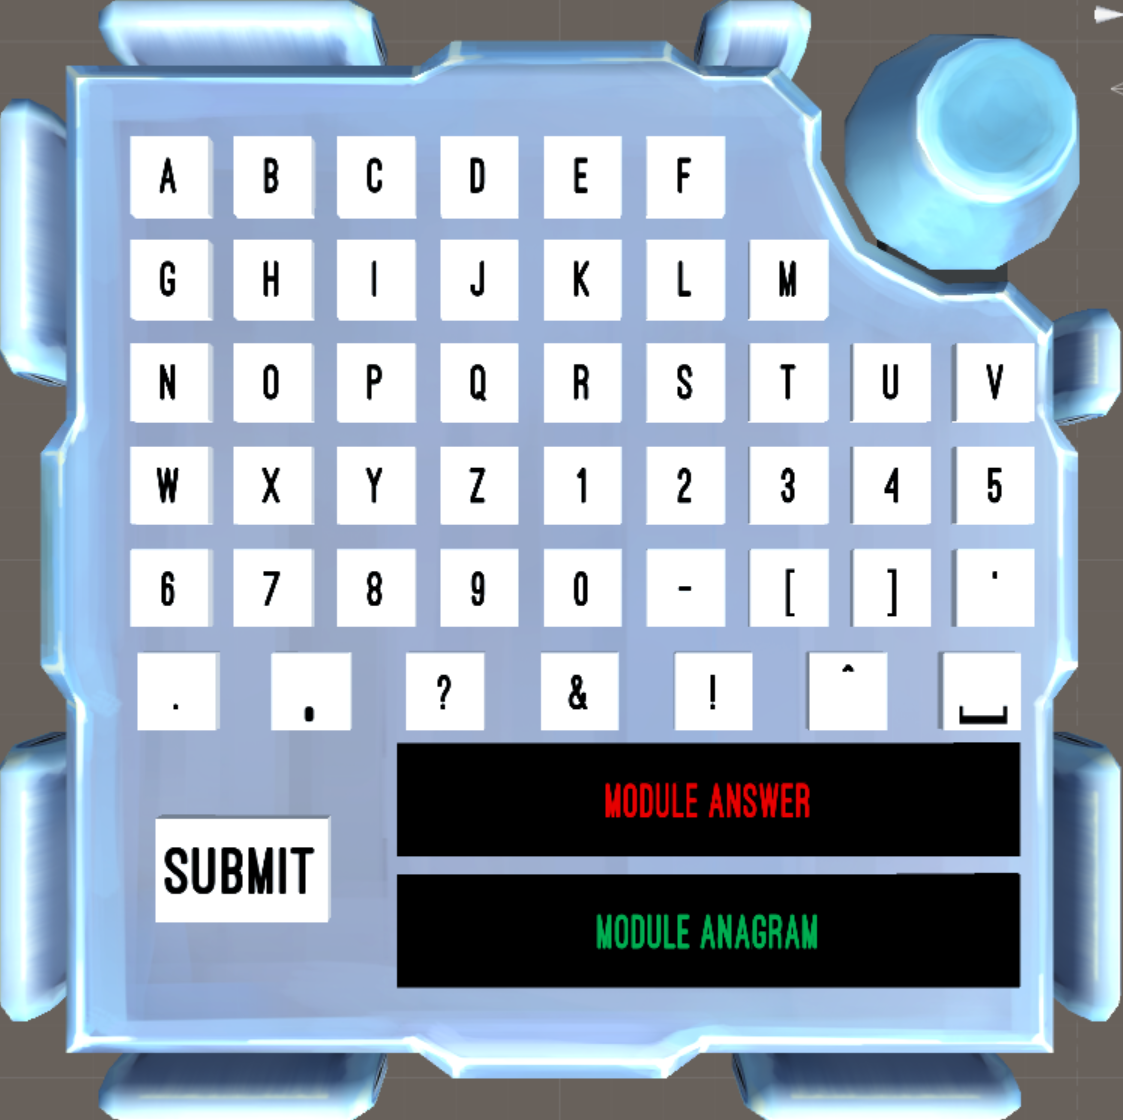 A B C D E F
G H I J K L M
N O P Q R S T U V
W X Y Z 1 2 3 4 5
6 7 8 9 0 - [ ] '
. . ? & ! ^ ⎵
MODULE ANSWER
SUBMIT
MODULE ANAGRAM